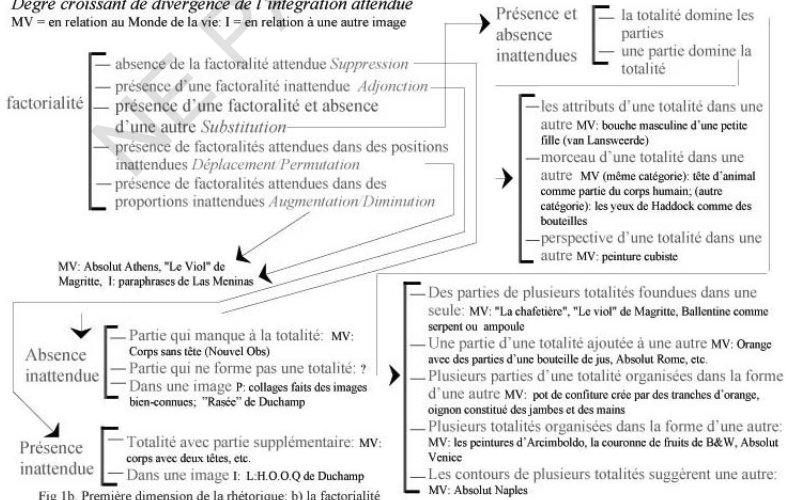 Degré croissant de divergence de l'intégration attendue
MV = en relation au Monde de la vie: I = en relation à une autre image
factorialité
absence de la factoralité attendue Suppression
présence d'une factoralité inattendue Adjonction
présence d'une factoralité et absence
d'une autre Substitution
présence de factoralités attendues dans des positions
inattendues Déplacement/Permutation
présence de factoralités attendues dans des
proportions inattendues Augmentation/Diminution
Présence et
absence
inattendues
la totalité domine les
parties
une partie domine la
totalité
les attributs d'une totalité dans une
autre MV: bouche masculine d'une petite
fille (van Lansweerde)
morceau d'une totalité dans une
autre MV (même catégorie): tête d'animal
comme partie du corps humain; (autre
catégorie): les yeux de Haddock comme des
bouteilles
perspective d'une totalité dans une
autre MV: peinture cubiste
MV: Absolut Athens, "Le Viol" de
Magritte, I: paraphrases de Las Meninas
Absence
inattendue
Partie qui manque à la totalité: MV:
Corps sans tête (Nouvel Obs)
Partie qui ne forme pas une totalité: ?
Dans une image P: collages faits des images
bien-connues; "Rasée" de Duchamp
Présence
inattendue
Totalité avec partie supplémentaire: MV:
corps avec deux têtes, etc.
Dans une image I: L:H.O.O.Q de Duchamp
Des parties de plusieurs totalités foundues dans une
seule: MV: "La chafetière", "Le viol" de Magritte, Ballentine comme
serpent ou ampoule
Une partie d'une totalité ajoutée à une autre MV: Orange
avec des parties d'une bouteille de jus, Absolut Rome, etc.
Plusieurs parties d'une totalité organisées dans la forme
d'une autre MV: pot de confiture crée par des tranches d'orange,
oignon constitué des jambes et des mains
Plusieurs totalités organisées dans la forme d'une autre:
MV: les peintures d'Arcimboldo, la couronne de fruits de B&W, Absolut
Venice
Les contours de plusieurs totalités suggèrent une autre:
MV: Absolut Naples
Fig 1b. Première dimension de la rhétorique: b) la factorialité
NE PA